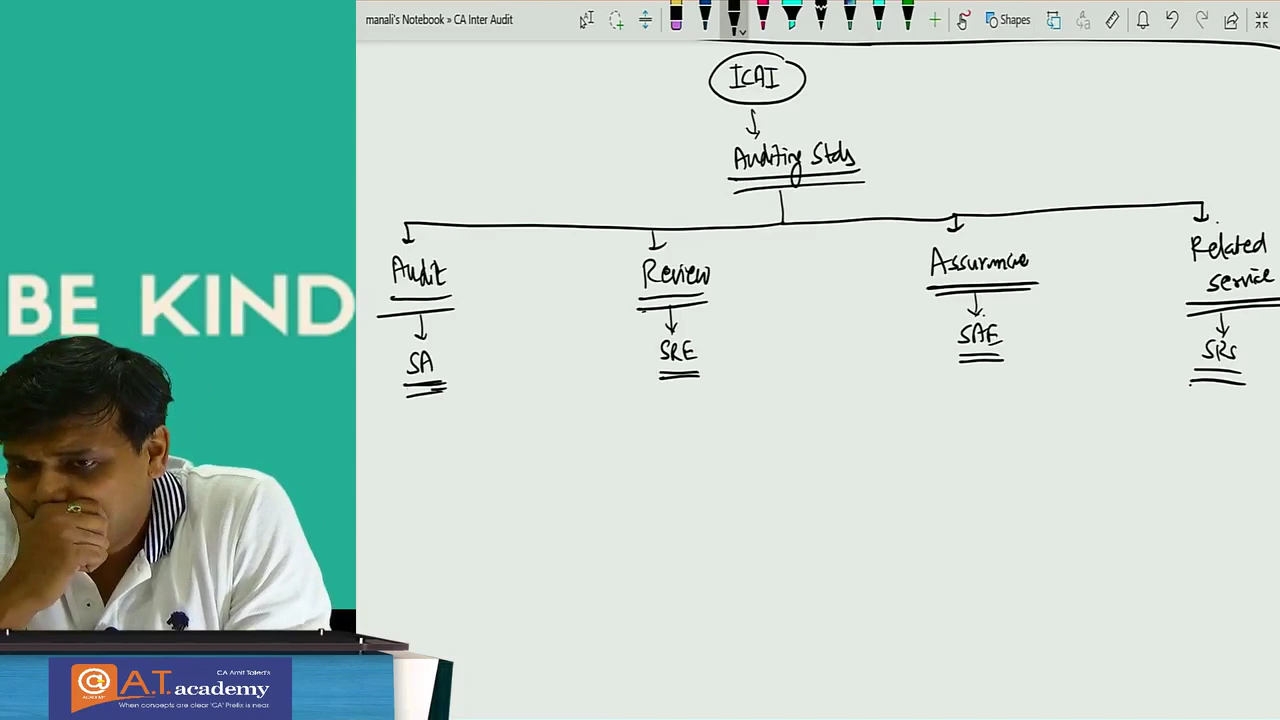 manali's Notebook » CA Inter Audit
Shapes
ICAI
Auditing Stds
Audit
Review
Assurance
Related
service
SA
SRE
SAE
SRS
BE KIND
CA Amit Talda's
@
ACADEMY
A.T. academy
When concepts are clear 'CA' Prefix is near.